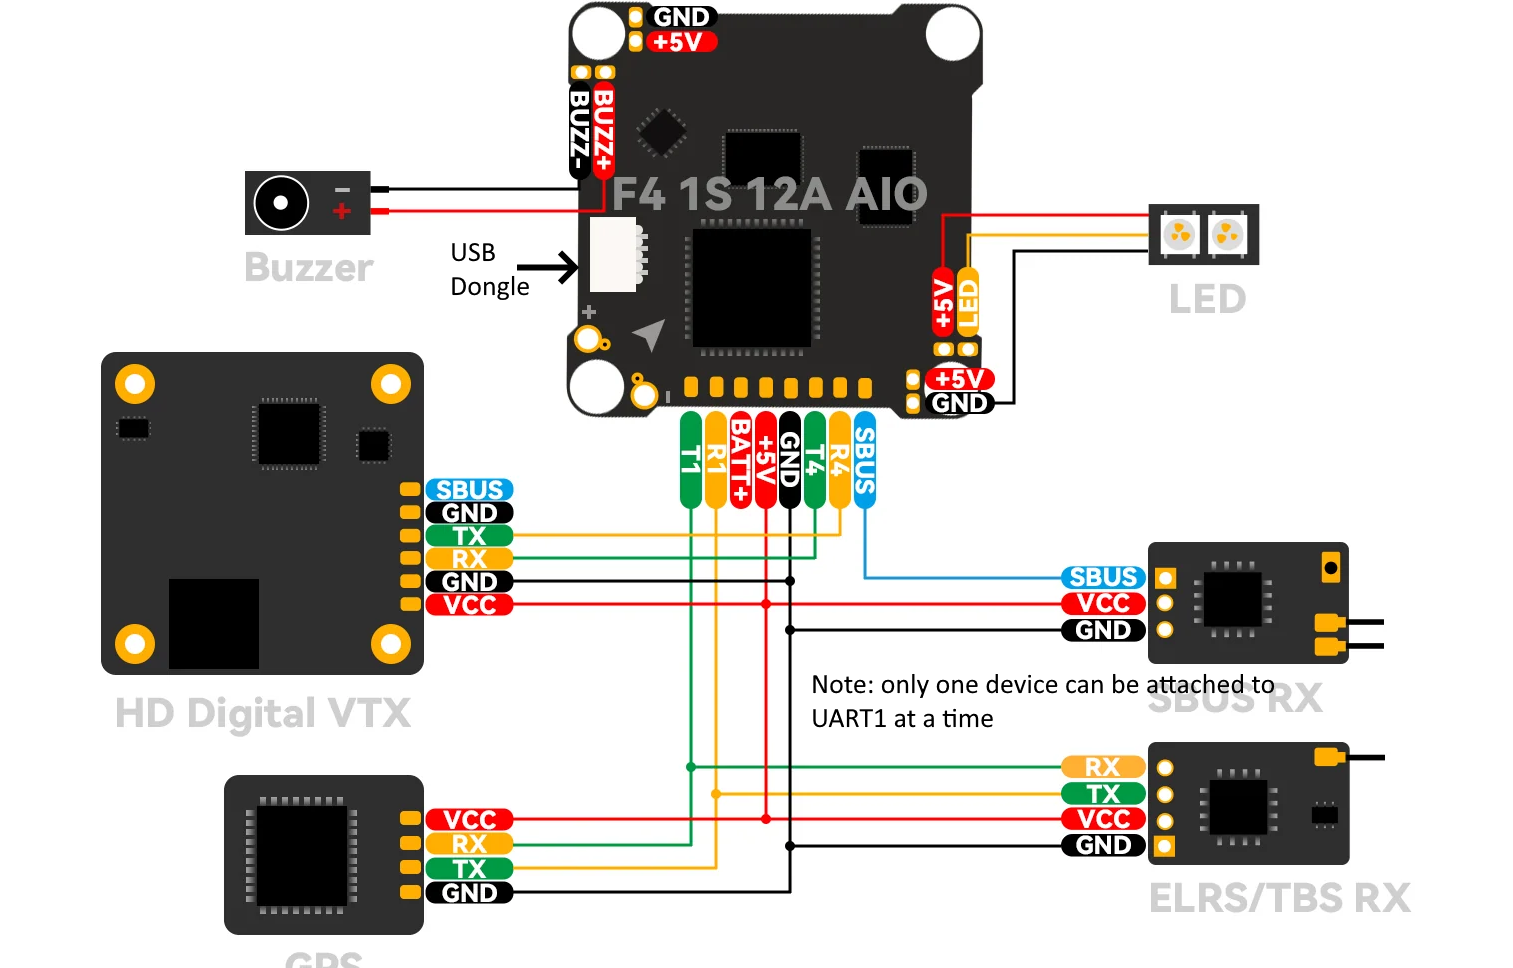 GND
+5V
BUZZ-
BUZZ+
F4 1S 12A AIO
− +
Buzzer
USB
Dongle
+
-
+5V
LED
LED
+5V
GND
T1
R1
BATT+
+5V
GND
T4
R4
SBUS
SBUS
GND
TX
RX
GND
VCC
HD Digital VTX
SBUS
VCC
GND
SBUS RX
Note: only one device can be attached to
UART1 at a time
RX
TX
VCC
GND
ELRS/TBS RX
VCC
RX
TX
GND
GPS